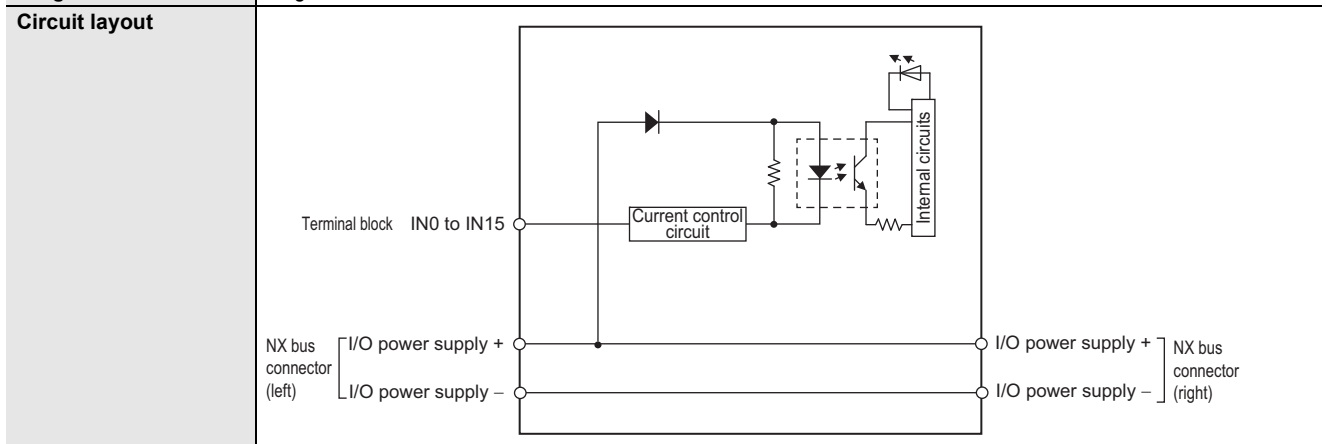 Circuit layout
Internal circuits
Terminal block IN0 to IN15
Current control
circuit
NX bus
connector
(left)
I/O power supply +
I/O power supply −
I/O power supply +
I/O power supply −
NX bus
connector
(right)